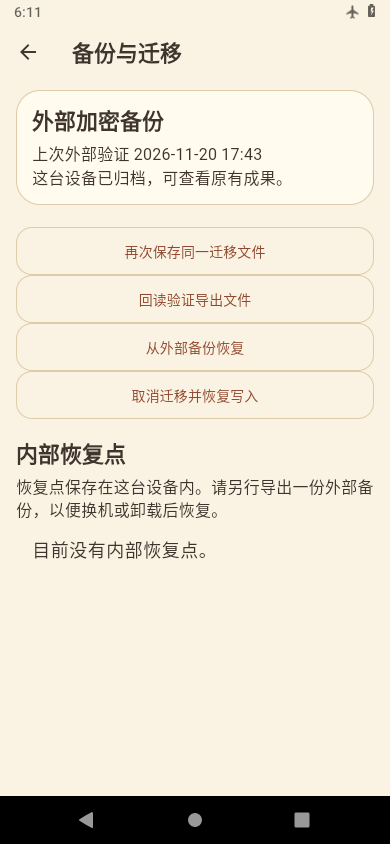 6:11
备份与迁移
外部加密备份
上次外部验证 2026-11-20 17:43
这台设备已归档，可查看原有成果。
再次保存同一迁移文件
回读验证导出文件
从外部备份恢复
取消迁移并恢复写入
内部恢复点
恢复点保存在这台设备内。请另行导出一份外部备
份，以便换机或卸载后恢复。
目前没有内部恢复点。